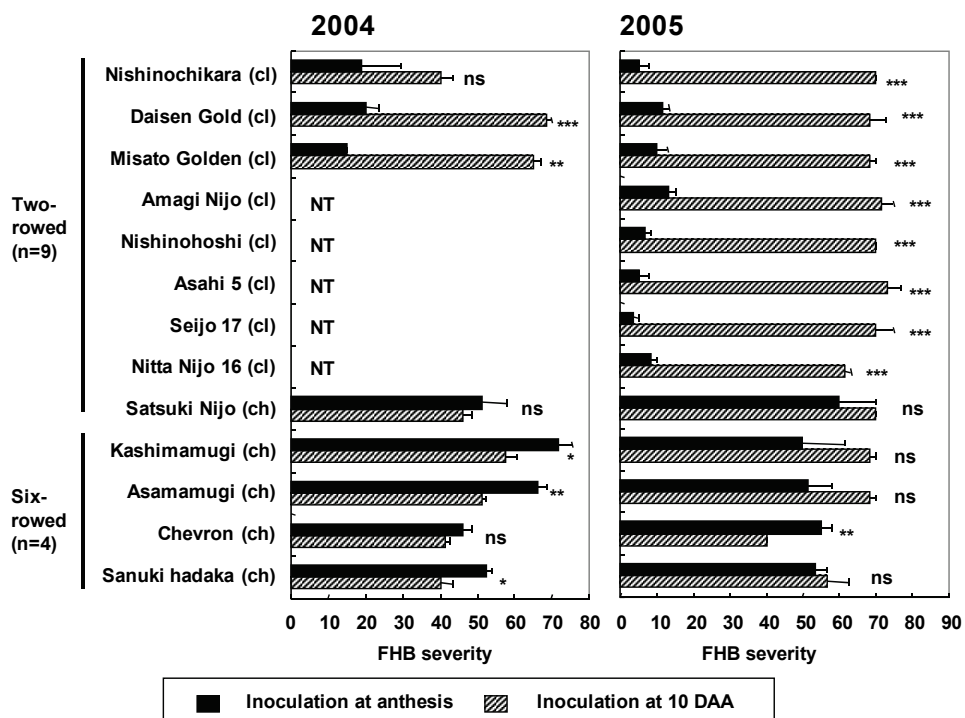 2004
2005
Nishinochikara (cl)
ns
***
Daisen Gold (cl)
***
***
Misato Golden (cl)
**
***
Two-
rowed
(n=9)
Amagi Nijo (cl)
NT
***
Nishinohoshi (cl)
NT
***
Asahi 5 (cl)
NT
***
Seijo 17 (cl)
NT
***
Nitta Nijo 16 (cl)
NT
***
Satsuki Nijo (ch)
ns
ns
Six-
rowed
(n=4)
Kashimamugi (ch)
*
ns
Asamamugi (ch)
**
ns
Chevron (ch)
ns
**
Sanuki hadaka (ch)
*
ns
0 10 20 30 40 50 60 70 80
0 10 20 30 40 50 60 70 80 90
FHB severity
FHB severity
Inoculation at anthesis
Inoculation at 10 DAA